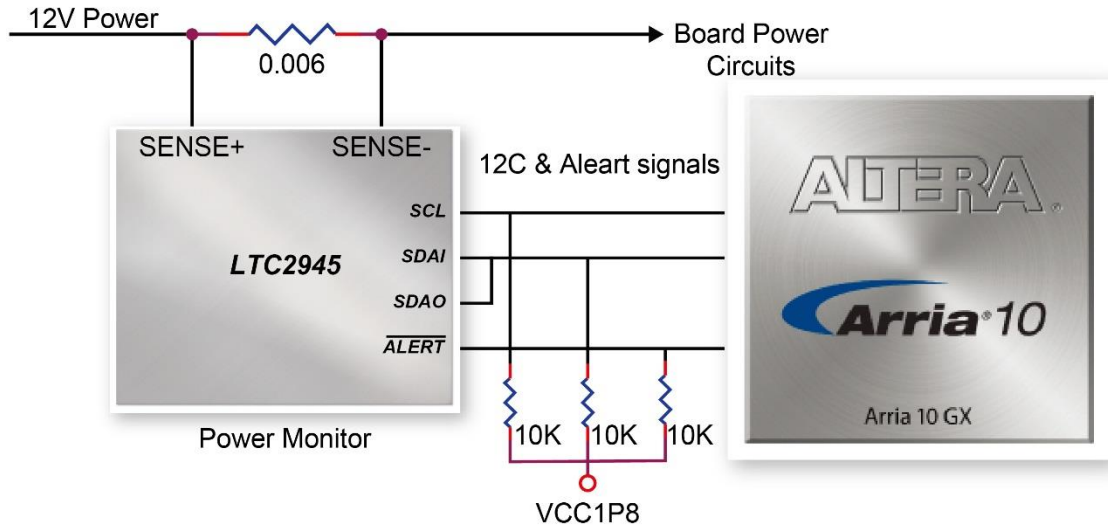 12V Power
0.006
Board Power
Circuits
SENSE+
SENSE-
12C & Aleart signals
SCL
LTC2945
SDAI
SDAO
ALERT
ALTERA®
Arria® 10
Arria 10 GX
Power Monitor
10K
10K
10K
VCC1P8